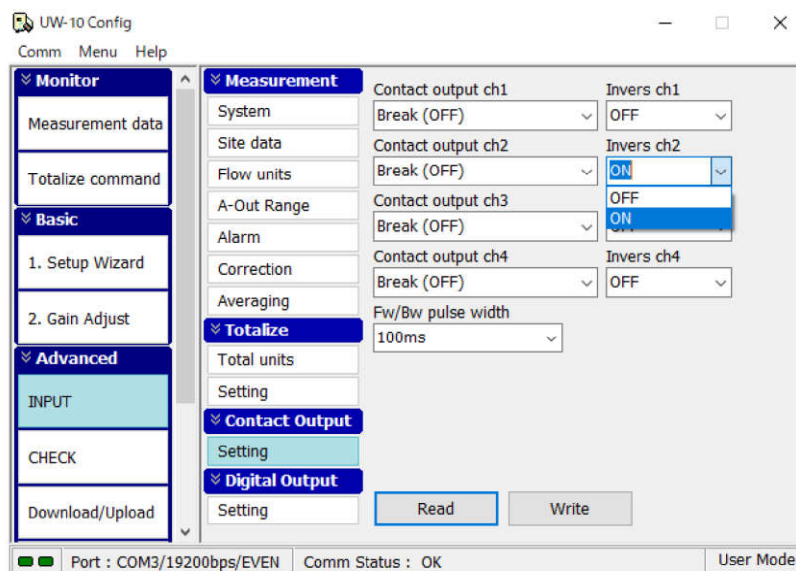 UW-10 Config
Comm Menu Help
Monitor
Measurement data
Totalize command
Basic
1. Setup Wizard
2. Gain Adjust
Advanced
INPUT
CHECK
Download/Upload
Measurement
System
Site data
Flow units
A-Out Range
Alarm
Correction
Averaging
Totalize
Total units
Setting
Contact Output
Setting
Digital Output
Setting
Contact output ch1
Invers ch1
Break (OFF)
OFF
Contact output ch2
Invers ch2
Break (OFF)
ON
Contact output ch3
OFF
ON
Break (OFF)
Contact output ch4
Invers ch4
Break (OFF)
OFF
Fw/Bw pulse width
100ms
Read
Write
Port : COM3/19200bps/EVEN
Comm Status : OK
User Mode